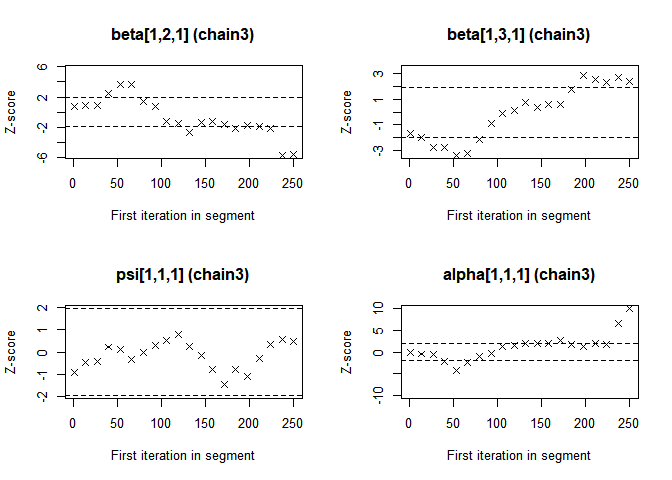 beta[1,2,1] (chain3)
Z-score
6
2
-2
-6
0 50 100 150 200 250
First iteration in segment
beta[1,3,1] (chain3)
Z-score
3
1
-1
-3
0 50 100 150 200 250
First iteration in segment
psi[1,1,1] (chain3)
Z-score
2
1
0
-1
-2
0 50 100 150 200 250
First iteration in segment
alpha[1,1,1] (chain3)
Z-score
10
5
0
-10
0 50 100 150 200 250
First iteration in segment